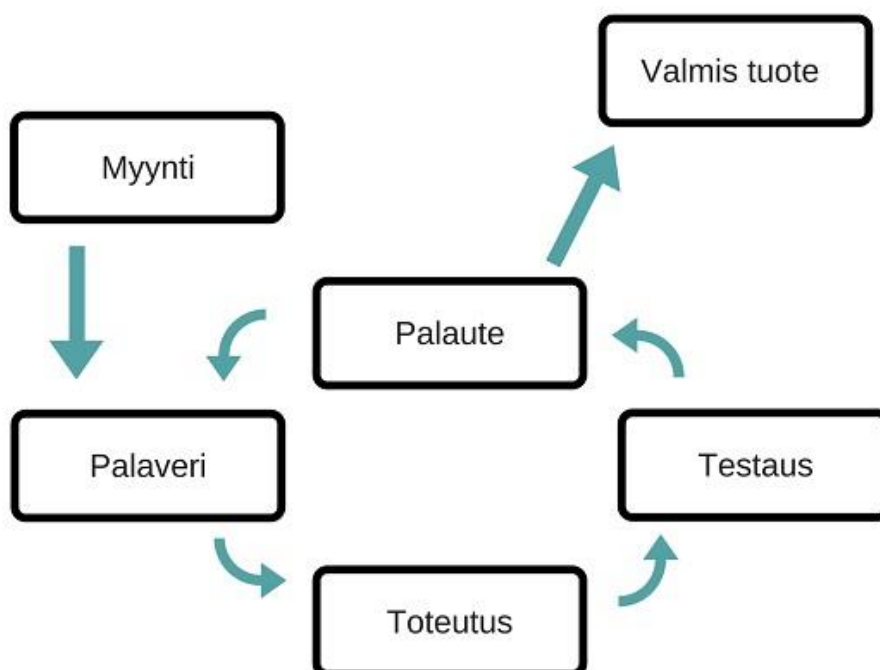 Valmis tuote
Myynti
Palaute
Palaveri
Testaus
Toteutus